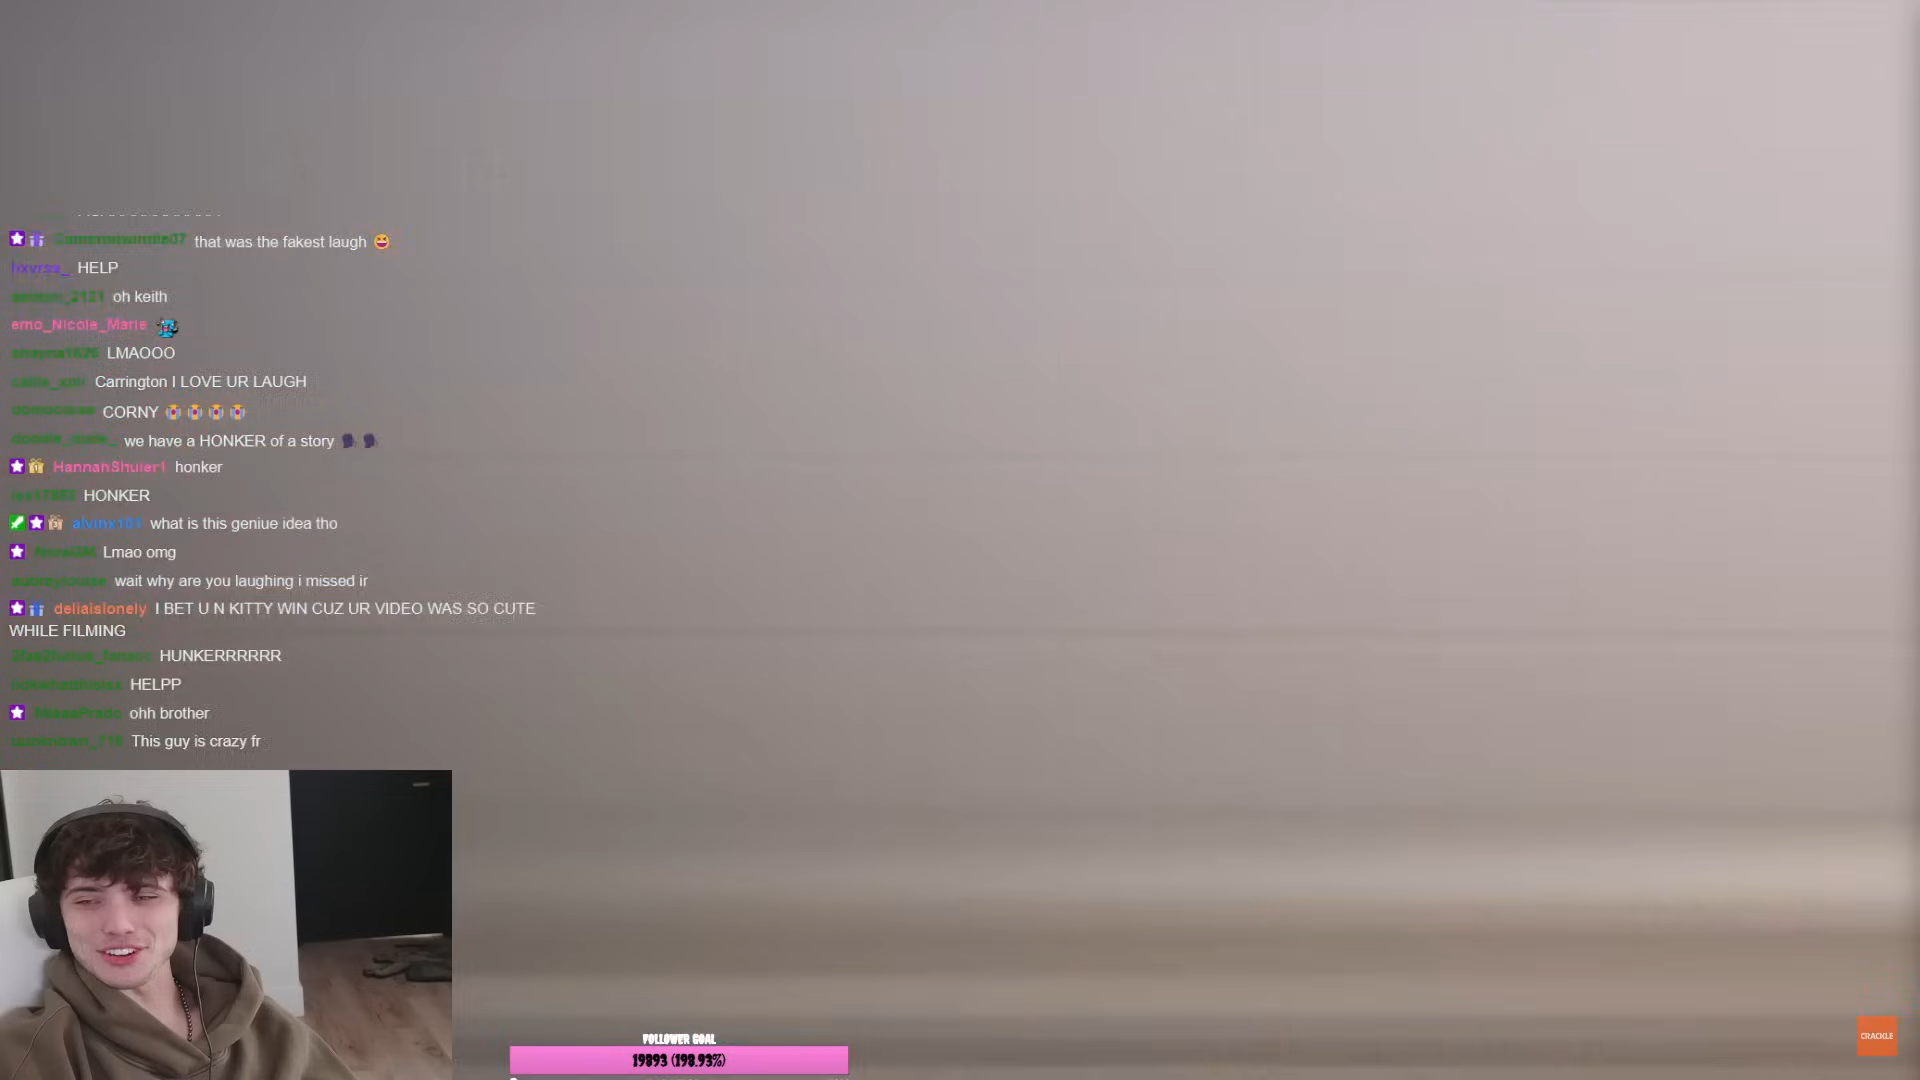 that was the fakest laugh 😆
HELP
oh keith
emo_Nicole_Marie
LMAOOO
Carrington I LOVE UR LAUGH
CORNY 😭😭😭😭
we have a HONKER of a story 🗣🗣
HannahShuler1 honker
HONKER
alvinx101 what is this geniue idea tho
Lmao omg
wait why are you laughing i missed ir
deliaislonely I BET U N KITTY WIN CUZ UR VIDEO WAS SO CUTE
WHILE FILMING
HUNKERRRRRR
HELPP
ohh brother
This guy is crazy fr
FOLLOWER GOAL
19893 (198.93%)
CRACKLE